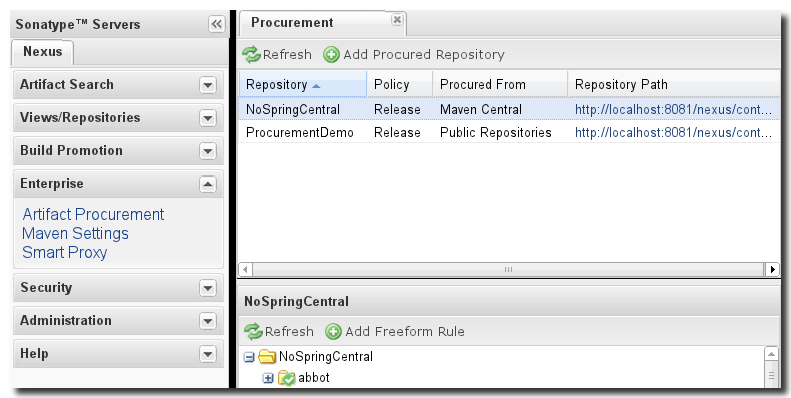 Sonatype™ Servers
Nexus
Artifact Search
Views/Repositories
Build Promotion
Enterprise
Artifact Procurement
Maven Settings
Smart Proxy
Security
Administration
Help
Procurement
Refresh Add Procured Repository
Repository Policy Procured From Repository Path
NoSpringCentral Release Maven Central http://localhost:8081/nexus/cont...
ProcurementDemo Release Public Repositories http://localhost:8081/nexus/cont...
NoSpringCentral
Refresh Add Freeform Rule
NoSpringCentral
abbot